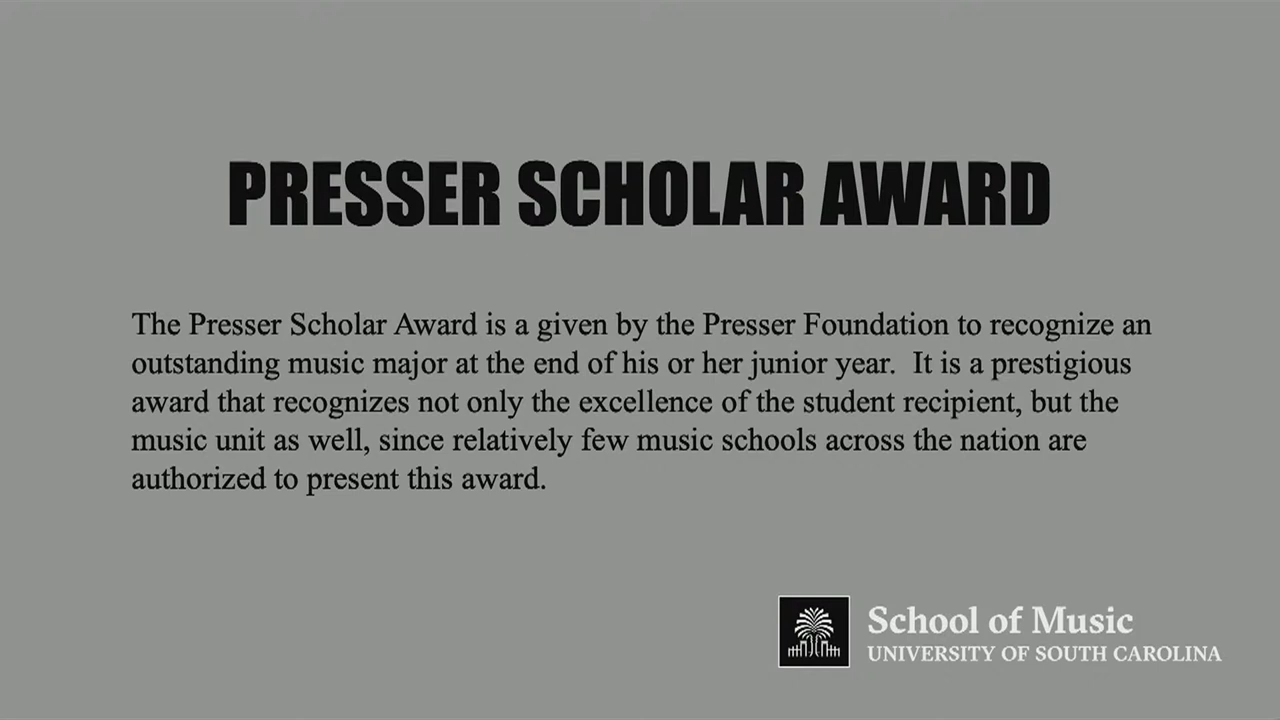 PRESSER SCHOLAR AWARD
The Presser Scholar Award is a given by the Presser Foundation to recognize an
outstanding music major at the end of his or her junior year.  It is a prestigious
award that recognizes not only the excellence of the student recipient, but the
music unit as well, since relatively few music schools across the nation are
authorized to present this award.
School of Music
UNIVERSITY OF SOUTH CAROLINA